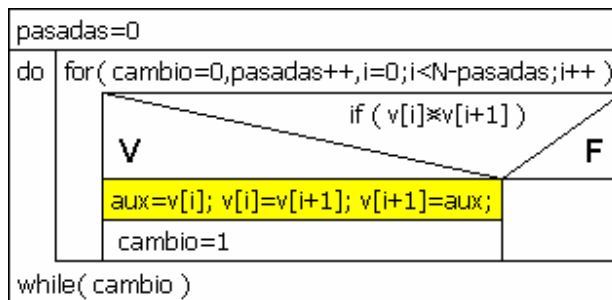 pasadas=0
do for( cambio=0,pasadas++,i=0;i<N-pasadas;i++ )
if ( v[i]*v[i+1] )
V F
aux=v[i]; v[i]=v[i+1]; v[i+1]=aux;
cambio=1
while( cambio )